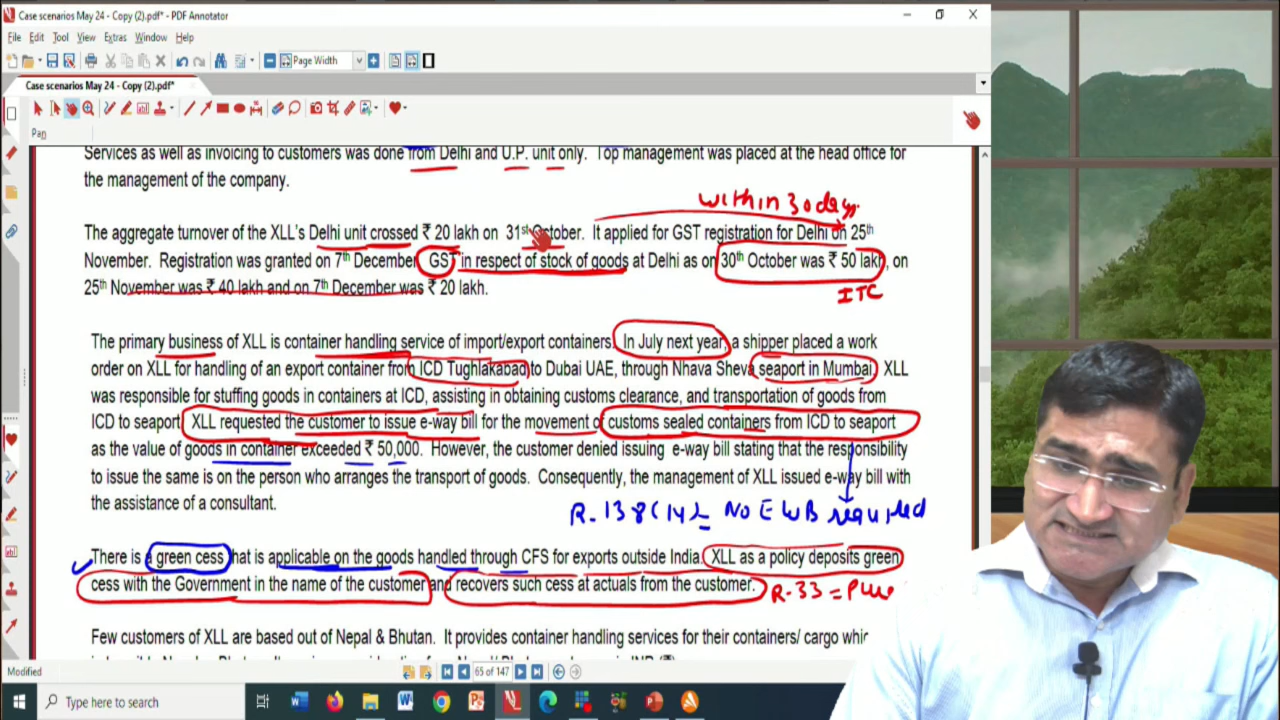 Case scenarios May 24 - Copy (2).pdf* - PDF Annotator
File Edit Tool View Extras Window Help
Page Width
Case scenarios May 24 - Copy (2).pdf*
Pan
Services as well as invoicing to customers was done from Delhi and U.P. unit only. Top management was placed at the head office for
the management of the company.
within 30 days
The aggregate turnover of the XLL's Delhi unit crossed ₹ 20 lakh on 31st October. It applied for GST registration for Delhi on 25th
November. Registration was granted on 7th December. GST in respect of stock of goods at Delhi as on 30th October was ₹ 50 lakh, on
25th November was ₹ 40 lakh and on 7th December was ₹ 20 lakh.
ITC
The primary business of XLL is container handling service of import/export containers. In July next year, a shipper placed a work
order on XLL for handling of an export container from ICD Tughlakabad to Dubai UAE, through Nhava Sheva seaport in Mumbai. XLL
was responsible for stuffing goods in containers at ICD, assisting in obtaining customs clearance, and transportation of goods from
ICD to seaport. XLL requested the customer to issue e-way bill for the movement of customs sealed containers from ICD to seaport
as the value of goods in container exceeded ₹ 50,000. However, the customer denied issuing e-way bill stating that the responsibility
to issue the same is on the person who arranges the transport of goods. Consequently, the management of XLL issued e-way bill with
the assistance of a consultant.
R-138(14) No EWB required
There is a green cess that is applicable on the goods handled through CFS for exports outside India. XLL as a policy deposits green
cess with the Government in the name of the customer and recovers such cess at actuals from the customer.
R-33 = Pure
Few customers of XLL are based out of Nepal & Bhutan. It provides container handling services for their containers/ cargo
Modified
65 of 147
Type here to search